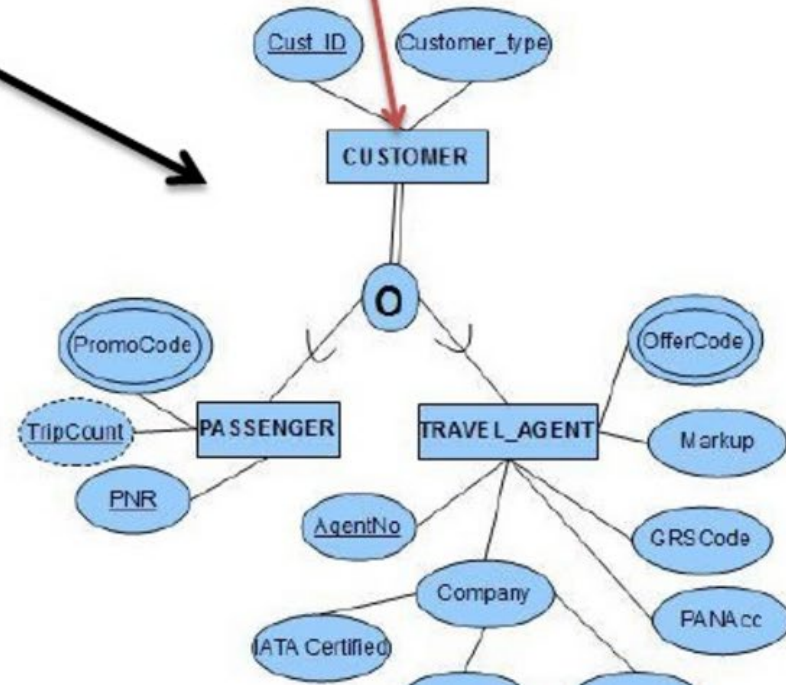 Cust_ID
Customer_type
CUSTOMER
O
PromoCode
OfferCode
TripCount
PASSENGER
TRAVEL_AGENT
Markup
PNR
AgentNo
GRSCode
Company
PANAcc
IATA Certified